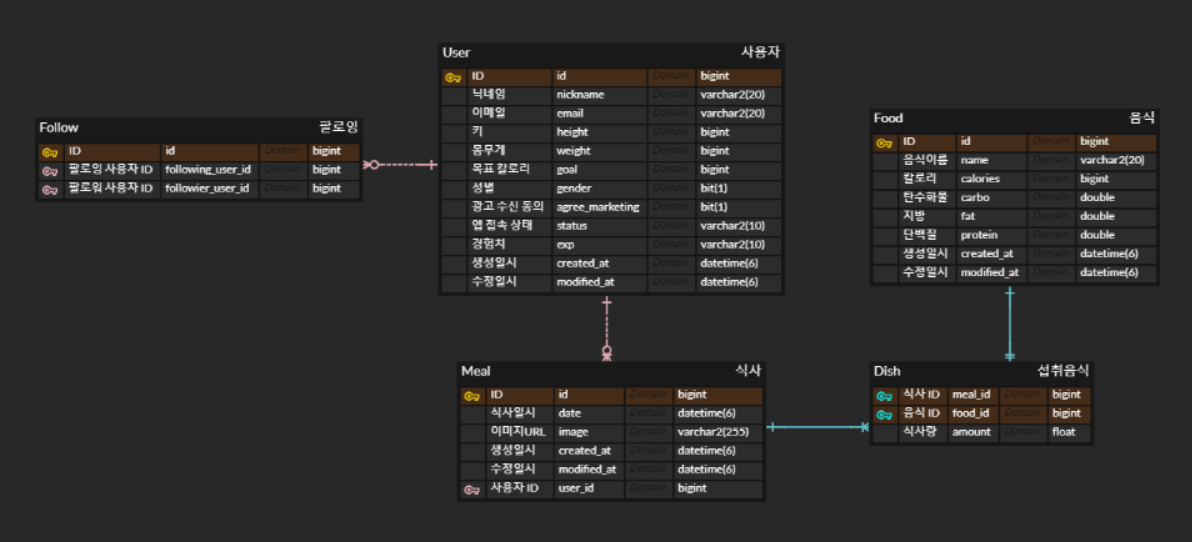 User 사용자
ID id Domain bigint
닉네임 nickname Domain varchar2(20)
이메일 email Domain varchar2(20)
키 height Domain bigint
몸무게 weight Domain bigint
목표 칼로리 goal Domain bigint
성별 gender Domain bit(1)
광고 수신 동의 agree_marketing Domain bit(1)
앱 접속 상태 status Domain varchar2(10)
경험치 exp Domain varchar2(10)
생성일시 created_at Domain datetime(6)
수정일시 modified_at Domain datetime(6)
Follow 팔로잉
ID id Domain bigint
팔로잉 사용자 ID following_user_id Domain bigint
팔로워 사용자 ID followier_user_id Domain bigint
Food 음식
ID id Domain bigint
음식이름 name Domain varchar2(20)
칼로리 calories Domain bigint
탄수화물 carbo Domain double
지방 fat Domain double
단백질 protein Domain double
생성일시 created_at Domain datetime(6)
수정일시 modified_at Domain datetime(6)
Meal 식사
ID id Domain bigint
식사일시 date Domain datetime(6)
이미지URL image Domain varchar2(255)
생성일시 created_at Domain datetime(6)
수정일시 modified_at Domain datetime(6)
사용자 ID user_id Domain bigint
Dish 섭취음식
식사 ID meal_id Domain bigint
음식 ID food_id Domain bigint
식사량 amount Domain float